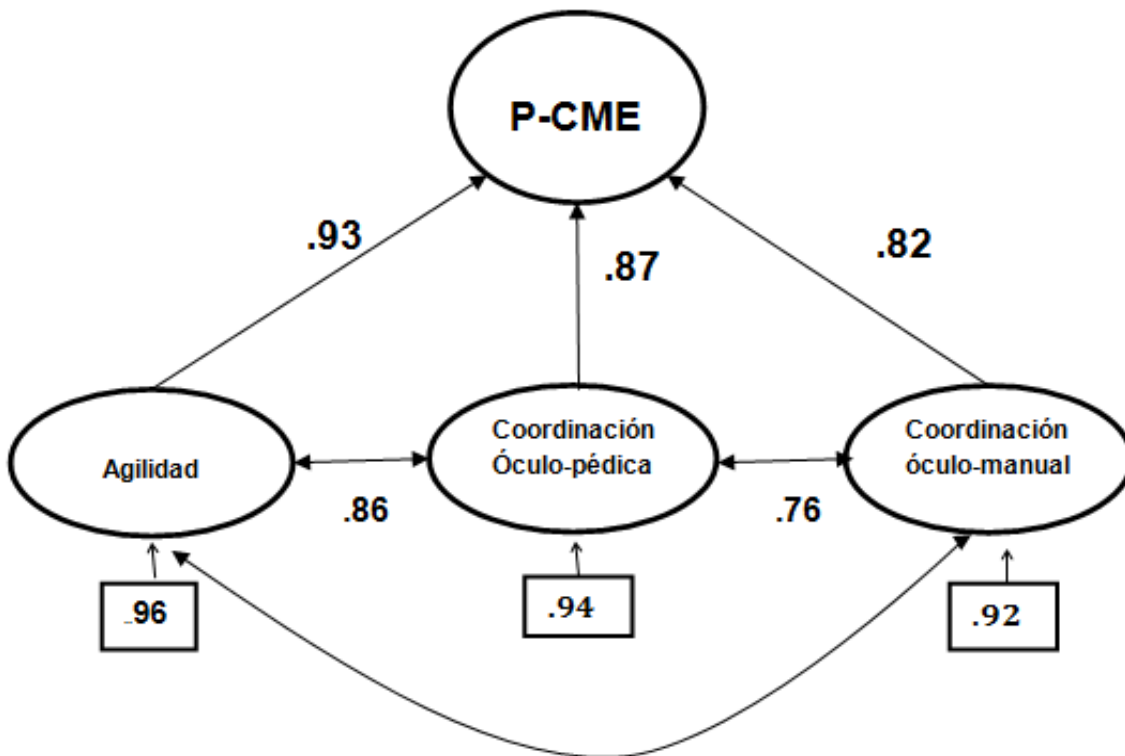 P-CME
.93
.87
.82
Agilidad
Coordinación
Óculo-pédica
Coordinación
óculo-manual
.86
.76
.96
.94
.92